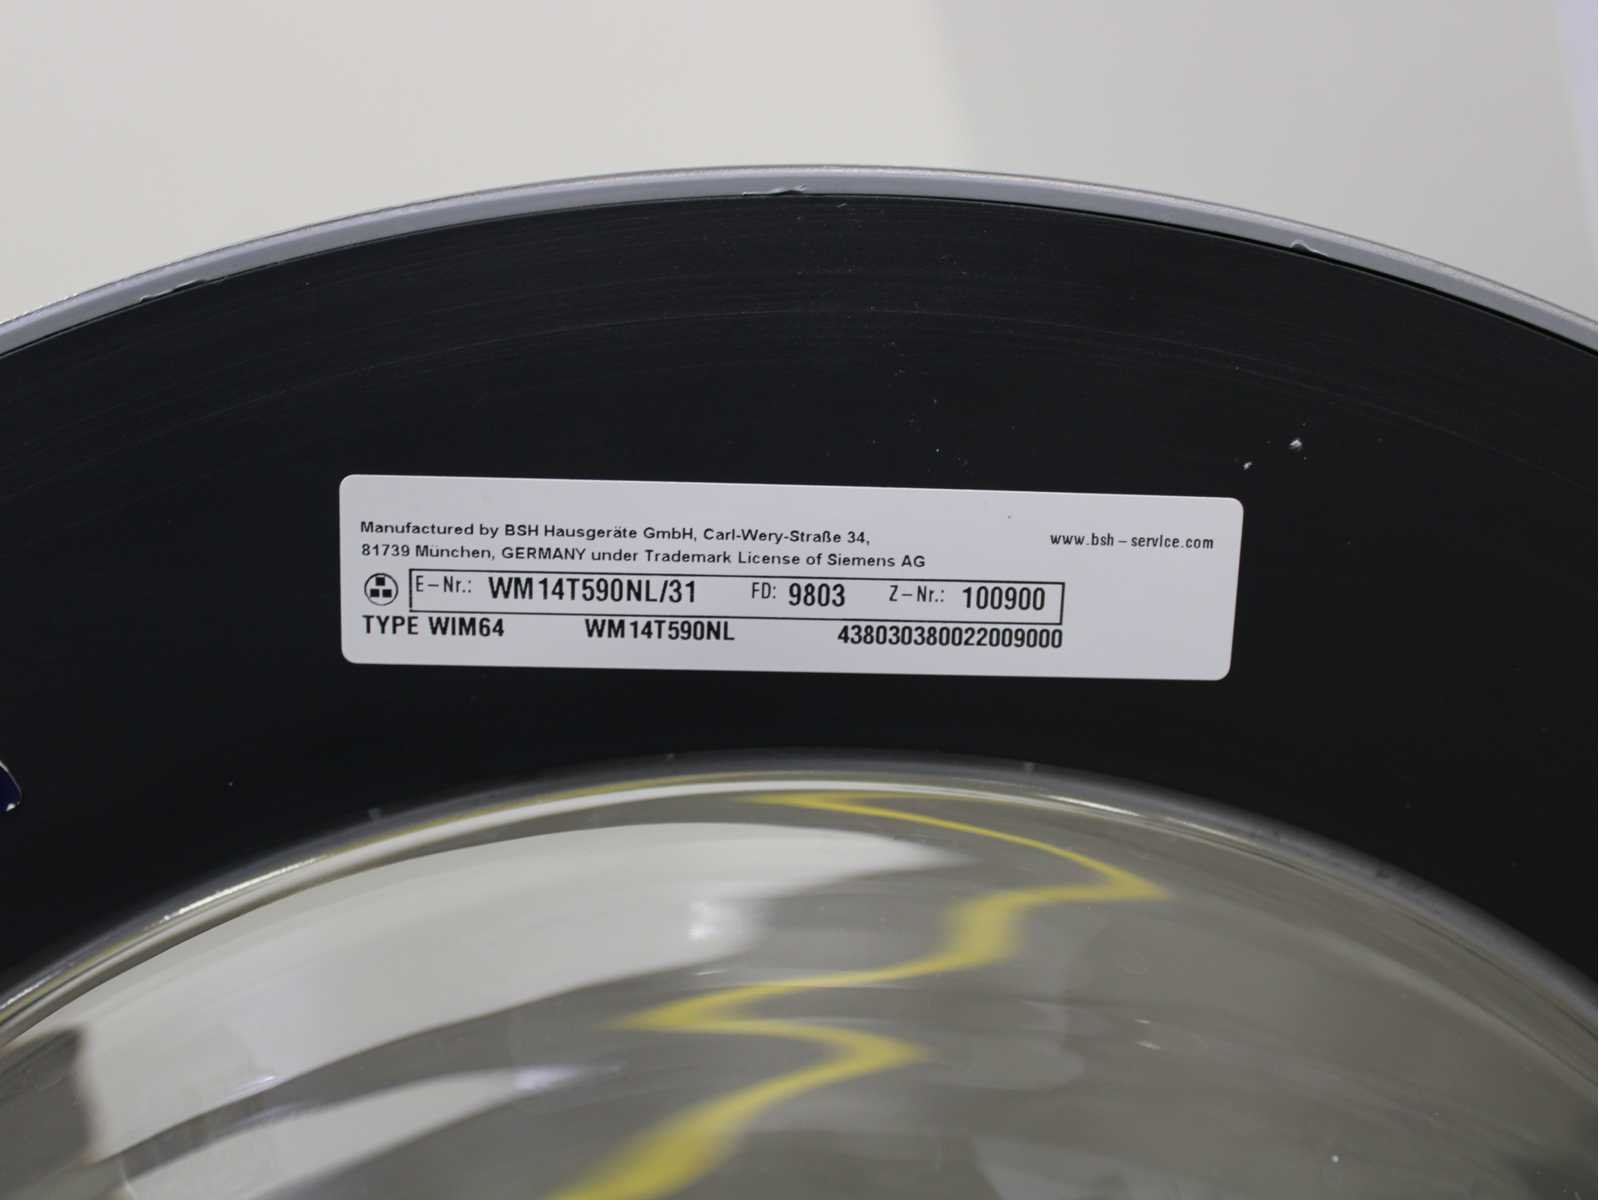 Manufactured by BSH Hausgeräte GmbH, Carl-Wery-Straße 34,
81739 München, GERMANY under Trademark License of Siemens AG
www.bsh-service.com
E-Nr.: WM14T590NL/31 FD: 9803 Z-Nr.: 100900
TYPE WIM64 WM14T590NL 438030380022009000